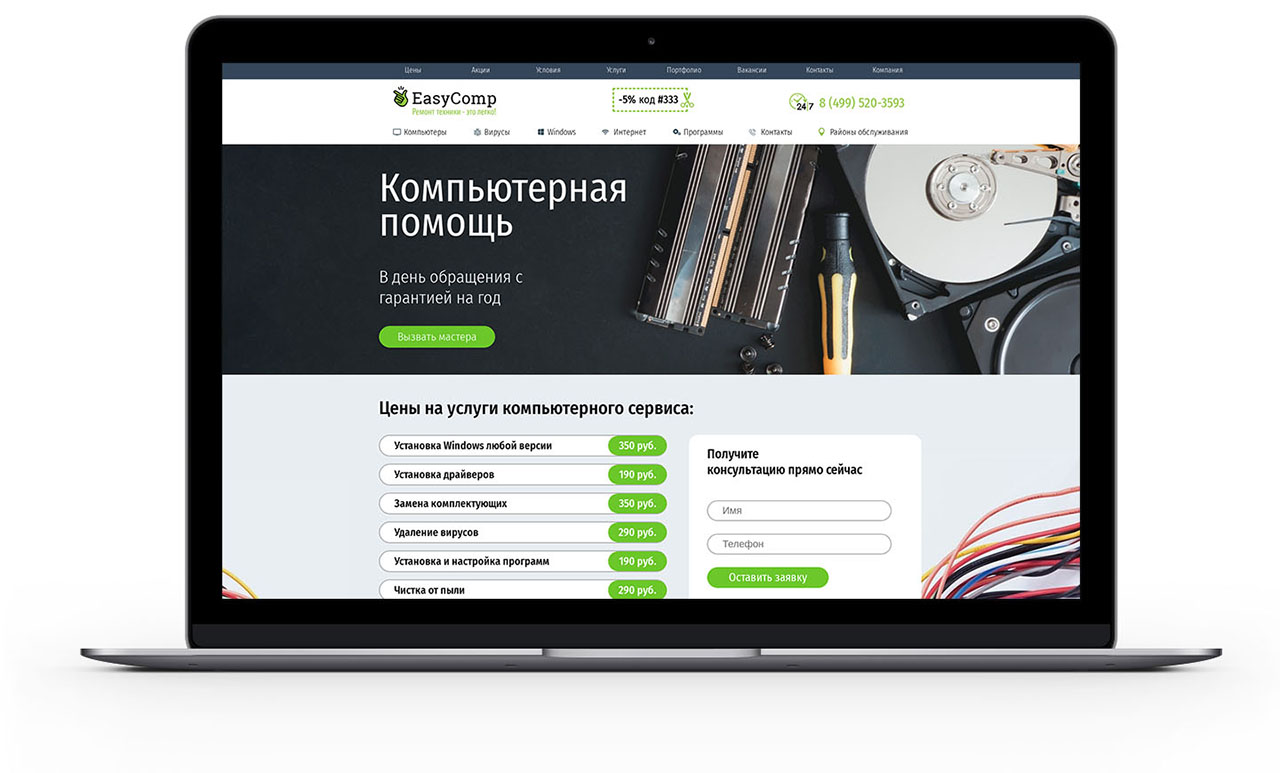 Цены Акции Условия Услуги Портфолио Вакансии Контакты Компания
EasyComp
Ремонт техники - это легко!
-5% код #333
24/7 8 (499) 520-3593
Компьютеры Вирусы Windows Интернет Программы Контакты Районы обслуживания
Компьютерная
помощь
В день обращения с
гарантией на год
Вызвать мастера
Цены на услуги компьютерного сервиса:
Установка Windows любой версии 350 руб.
Установка драйверов 190 руб.
Замена комплектующих 350 руб.
Удаление вирусов 290 руб.
Установка и настройка программ 190 руб.
Чистка от пыли 290 руб.
Получите
консультацию прямо сейчас
Имя
Телефон
Оставить заявку